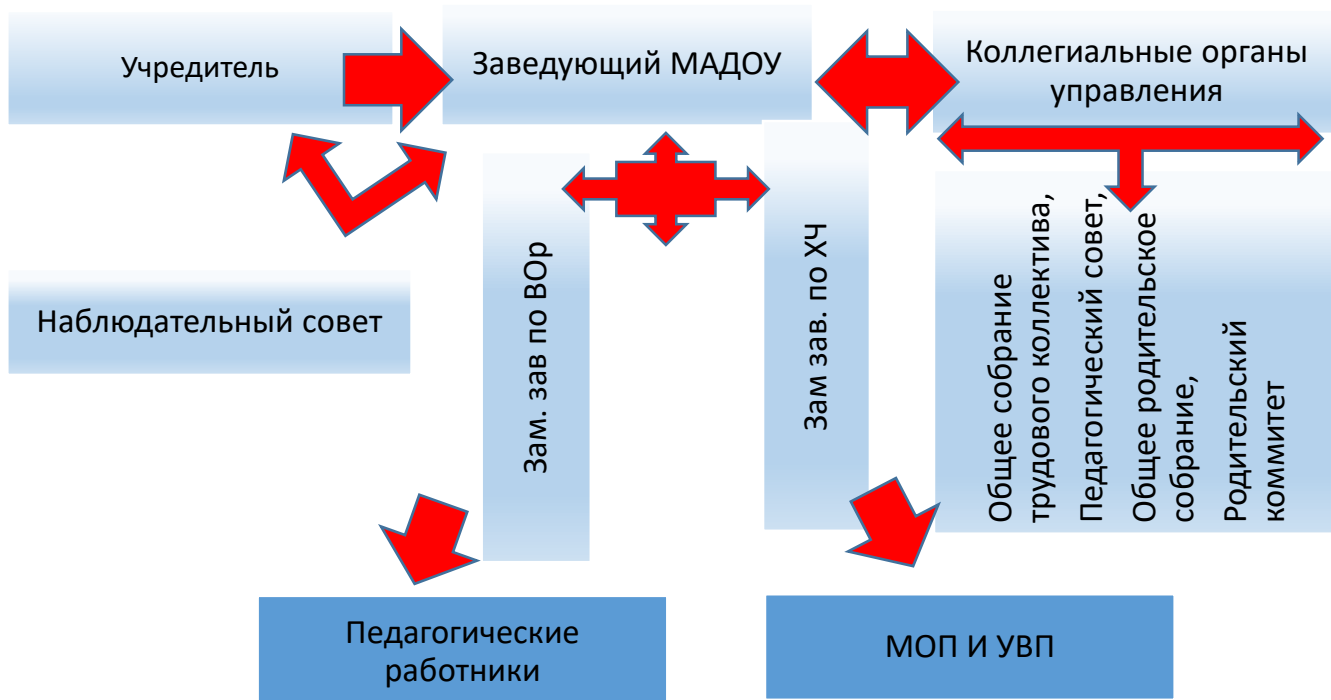 Учредитель
Заведующий МАДОУ
Коллегиальные органы
управления
Наблюдательный совет
Зам. зав по ВОр
Зам зав. по ХЧ
Общее собрание
трудового коллектива,
Педагогический совет,
Общее родительское
собрание,
Родительский
коммитет
Педагогические
работники
МОП И УВП